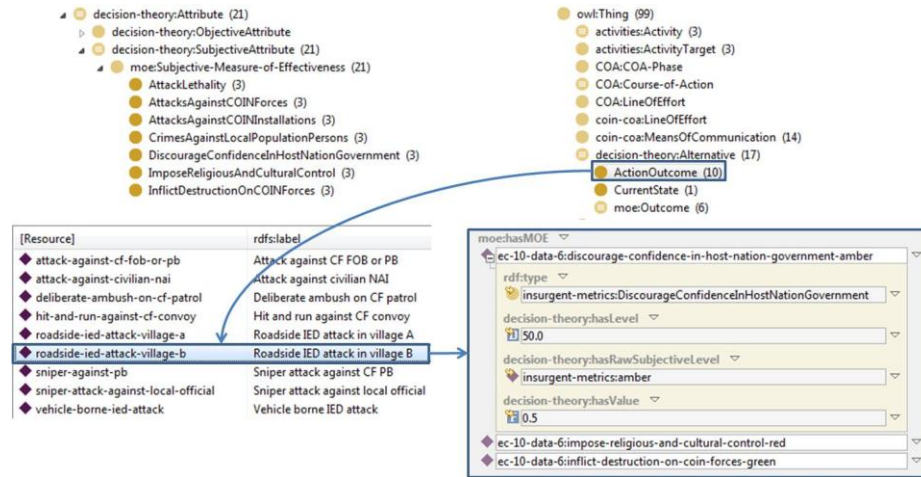 decision-theory:Attribute (21)
decision-theory:ObjectiveAttribute
decision-theory:SubjectiveAttribute (21)
moe:Subjective-Measure-of-Effectiveness (21)
AttackLethality (3)
AttacksAgainstCOINForces (3)
AttacksAgainstCOINInstallations (3)
CrimesAgainstLocalPopulationPersons (3)
DiscourageConfidenceInHostNationGovernment (3)
ImposeReligiousAndCulturalControl (3)
InflictDestructionOnCOINForces (3)
owl:Thing (99)
activities:Activity (3)
activities:ActivityTarget (3)
COA:COA-Phase
COA:Course-of-Action
COA:LineOfEffort
coin-coa:LineOfEffort
coin-coa:MeansOfCommunication (14)
decision-theory:Alternative (17)
ActionOutcome (10)
CurrentState (1)
moe:Outcome (6)
[Resource] rdfs:label
attack-against-cf-fob-or-pb Attack against CF FOB or PB
attack-against-civilian-nai Attack against civilian NAI
deliberate-ambush-on-cf-patrol Deliberate ambush on CF patrol
hit-and-run-against-cf-convoy Hit and run against CF convoy
roadside-ied-attack-village-a Roadside IED attack in village A
roadside-ied-attack-village-b Roadside IED attack in village B
sniper-against-pb Sniper attack against CF PB
sniper-attack-against-local-official Sniper attack against local official
vehicle-borne-ied-attack Vehicle borne IED attack
moe:hasMOE
ec-10-data-6:discourage-confidence-in-host-nation-government-amber
rdf:type
insurgent-metrics:DiscourageConfidenceInHostNationGovernment
decision-theory:hasLevel
50.0
decision-theory:hasRawSubjectiveLevel
insurgent-metrics:amber
decision-theory:hasValue
0.5
ec-10-data-6:impose-religious-and-cultural-control-red
ec-10-data-6:inflict-destruction-on-coin-forces-green